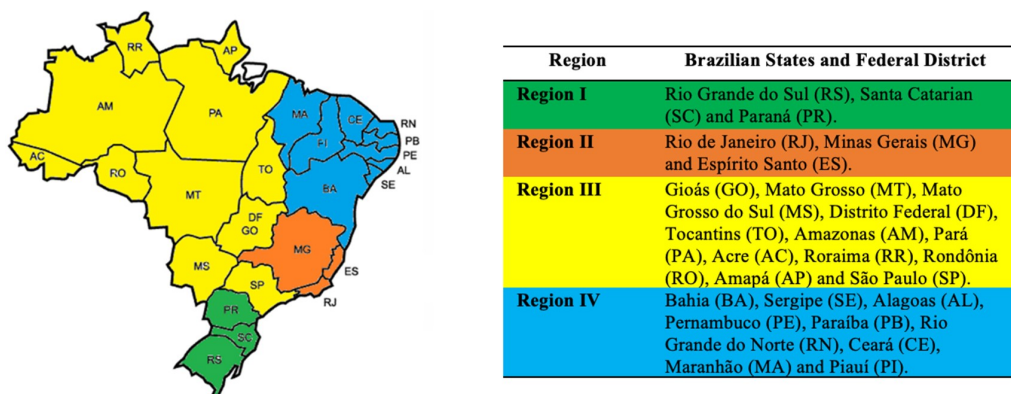 RR
AP
AM
PA
MA
CE
RN
PI
PB
PE
AC
AL
TO
RO
SE
BA
MT
DF
GO
MG
MS
ES
SP
RJ
PR
SC
RS
Region Brazilian States and Federal District
Region I Rio Grande do Sul (RS), Santa Catarian
(SC) and Paraná (PR).
Region II Rio de Janeiro (RJ), Minas Gerais (MG)
and Espírito Santo (ES).
Region III Gioás (GO), Mato Grosso (MT), Mato
Grosso do Sul (MS), Distrito Federal (DF),
Tocantins (TO), Amazonas (AM), Pará
(PA), Acre (AC), Roraima (RR), Rondônia
(RO), Amapá (AP) and São Paulo (SP).
Region IV Bahia (BA), Sergipe (SE), Alagoas (AL),
Pernambuco (PE), Paraíba (PB), Rio
Grande do Norte (RN), Ceará (CE),
Maranhão (MA) and Piauí (PI).